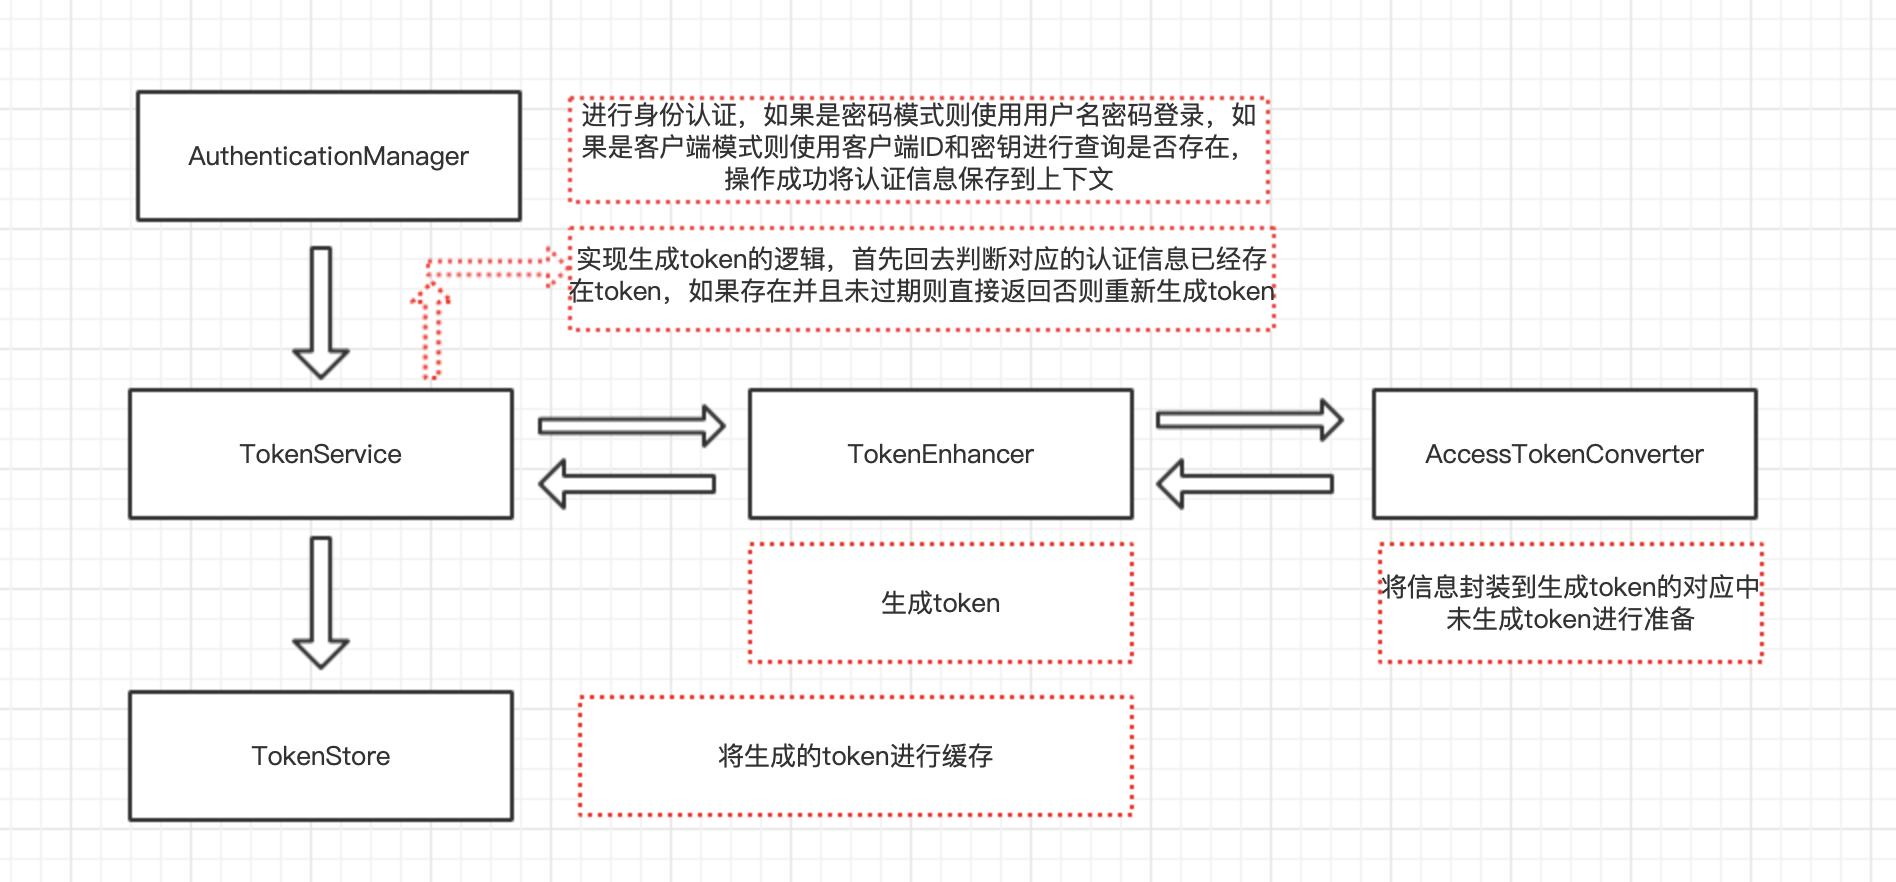 AuthenticationManager
进行身份认证，如果是密码模式则使用用户名密码登录，如
果是客户端模式则使用客户端ID和密钥进行查询是否存在，
操作成功将认证信息保存到上下文
实现生成token的逻辑，首先回去判断对应的认证信息已经存
在token，如果存在并且未过期则直接返回否则重新生成token
TokenService
TokenEnhancer
AccessTokenConverter
生成token
将信息封装到生成token的对应中
未生成token进行准备
TokenStore
将生成的token进行缓存